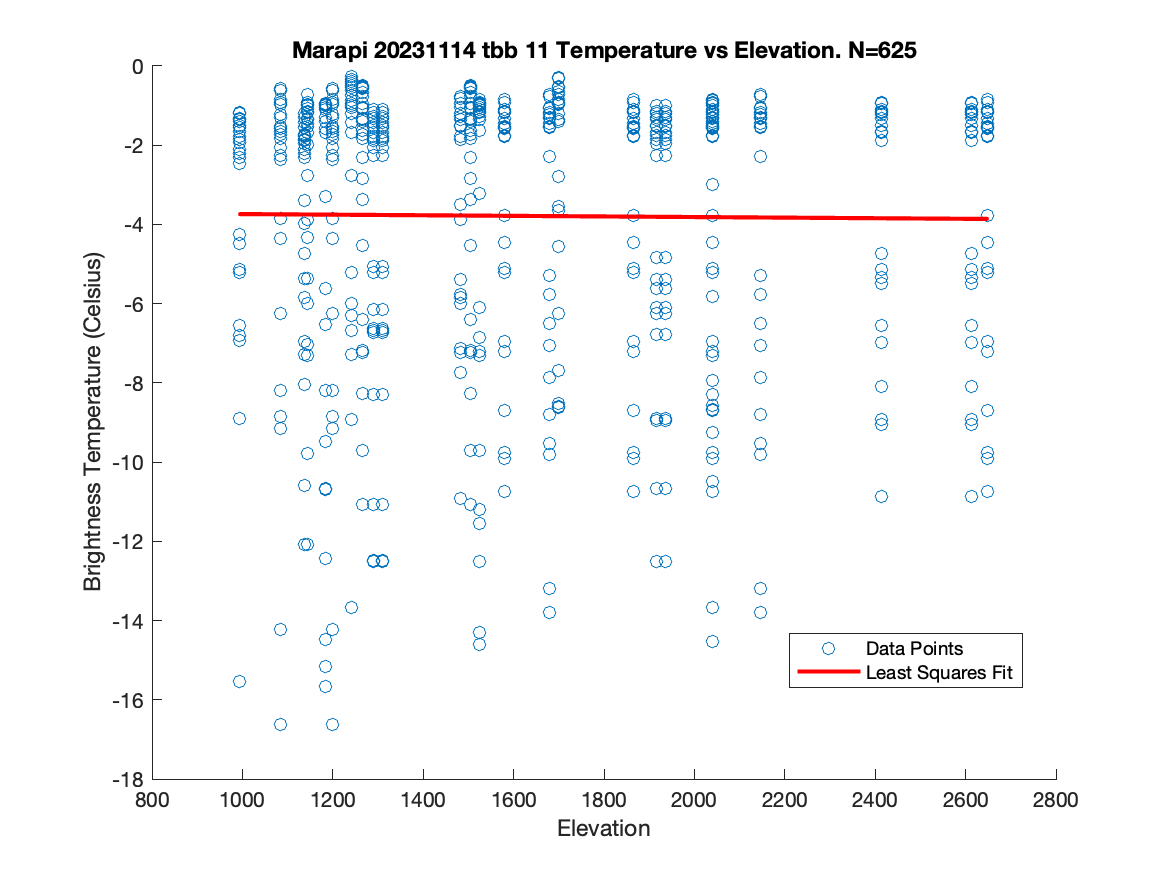 Marapi 20231114 tbb 11 Temperature vs Elevation. N=625
0
-2
-4
-6
-8
-10
-12
-14
-16
-18
Brightness Temperature (Celsius)
Data Points
Least Squares Fit
800 1000 1200 1400 1600 1800 2000 2200 2400 2600 2800
Elevation